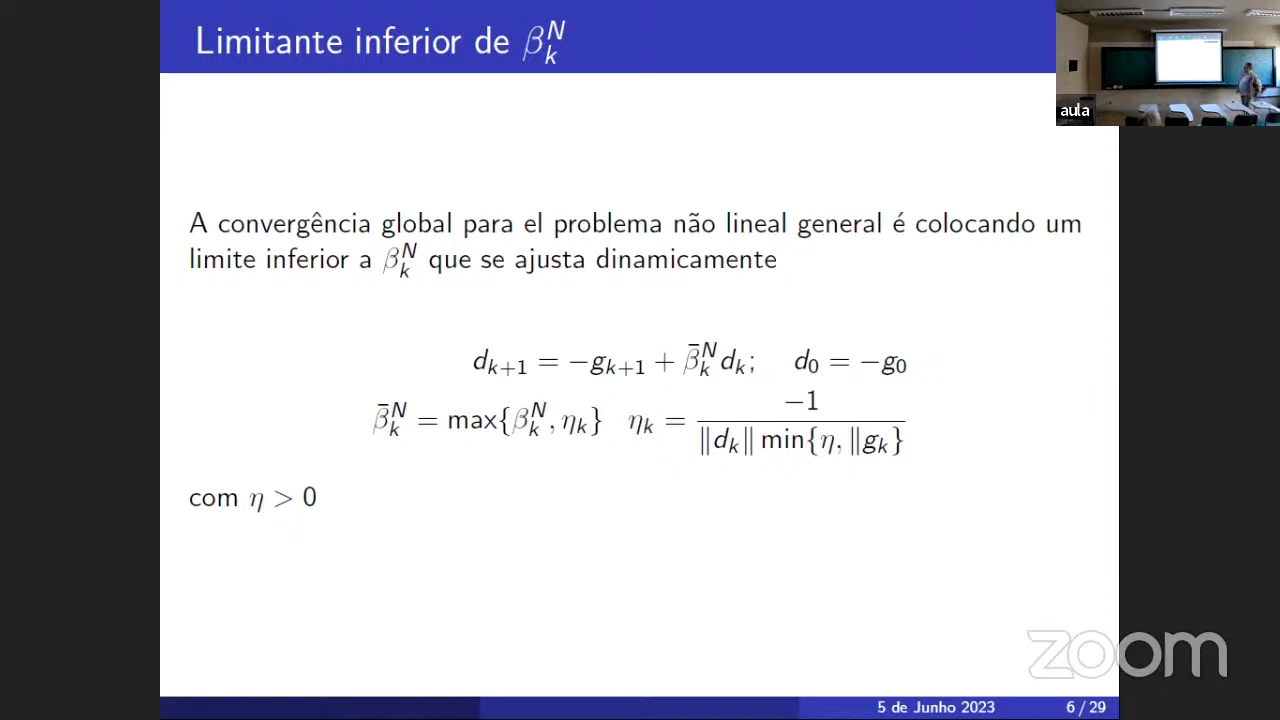 Limitante inferior de β_k^N
aula
A convergência global para el problema não lineal general é colocando um
limite inferior a β_k^N que se ajusta dinamicamente
d_{k+1} = −g_{k+1} + β̄_k^N d_k; d_0 = −g_0
β̄_k^N = max{β_k^N, η_k} η_k = −1 / ‖d_k‖ min{η, ‖g_k}
com η > 0
zoom
5 de Junho 2023 6 / 29